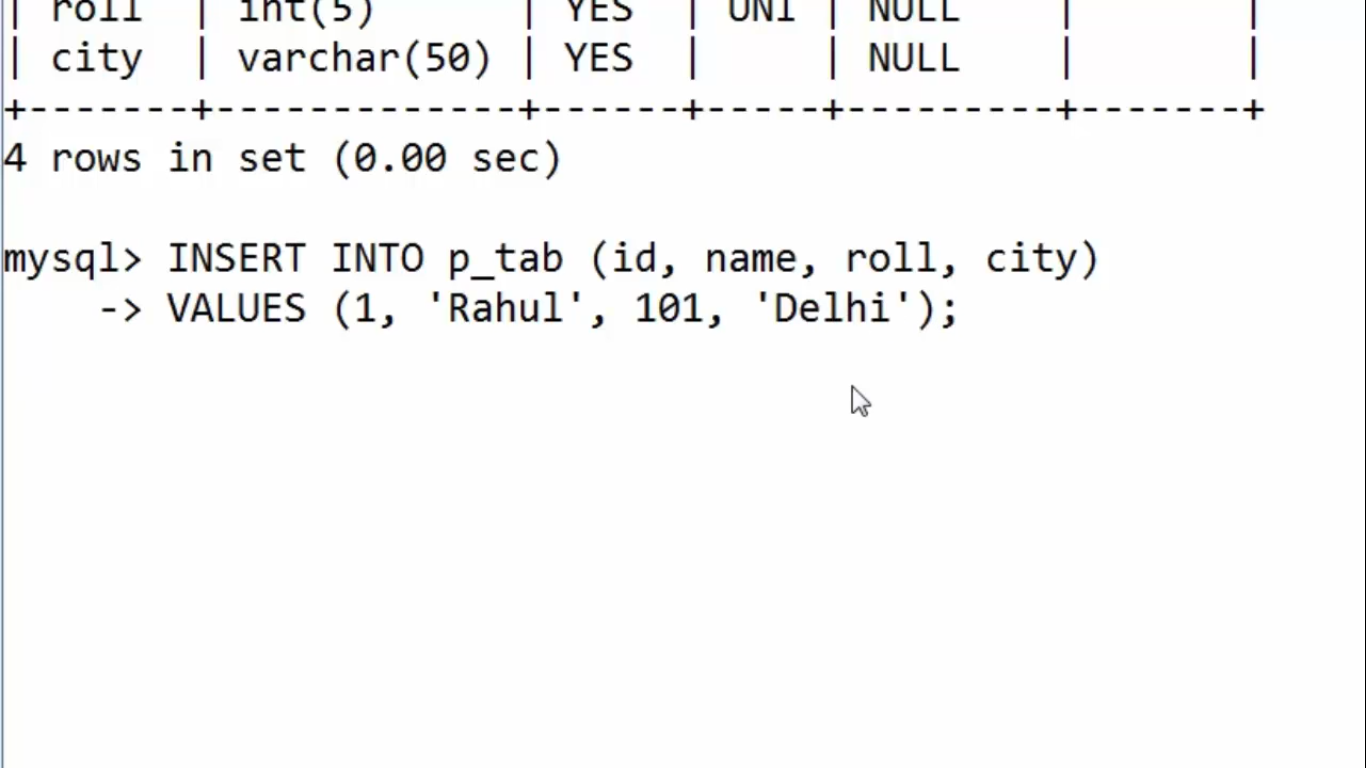 | roll | int(5) | YES | UNI | NULL | |
| city | varchar(50) | YES | | NULL | |
+-------+-------------+------+-----+---------+-------+
4 rows in set (0.00 sec)
mysql> INSERT INTO p_tab (id, name, roll, city)
-> VALUES (1, 'Rahul', 101, 'Delhi');